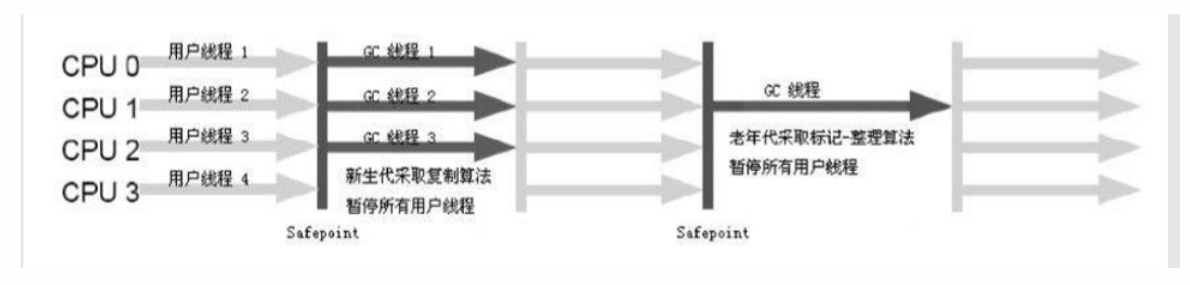 CPU 0
用户线程 1
GC 线程 1
CPU 1
用户线程 2
GC 线程 2
GC 线程
CPU 2
用户线程 3
GC 线程 3
老年代采取标记-整理算法
暂停所有用户线程
CPU 3
用户线程 4
新生代采取复制算法
暂停所有用户线程
Safepoint
Safepoint